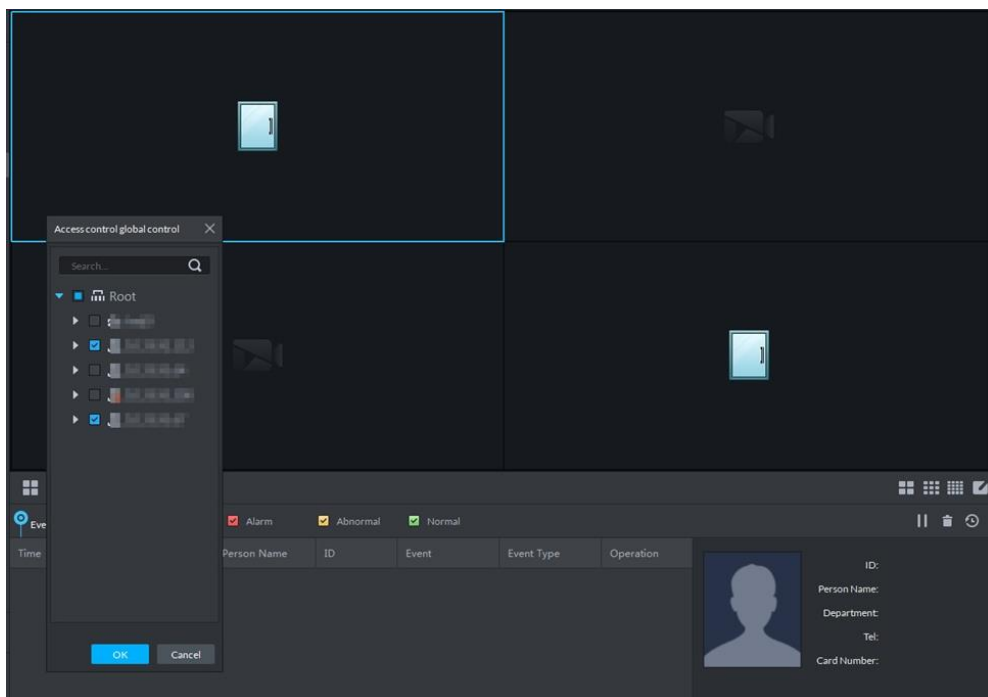 Access control global control
Search...
Root
Eve
Alarm
Abnormal
Normal
Time
Person Name
ID
Event
Event Type
Operation
ID:
Person Name:
Department:
Tel:
Card Number:
OK
Cancel